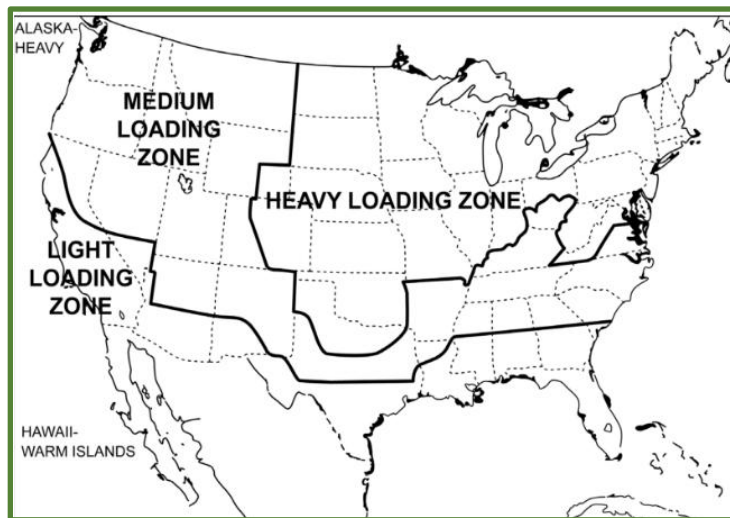 ALASKA-
HEAVY
MEDIUM
LOADING
ZONE
HEAVY LOADING ZONE
LIGHT
LOADING
ZONE
HAWAII-
WARM ISLANDS